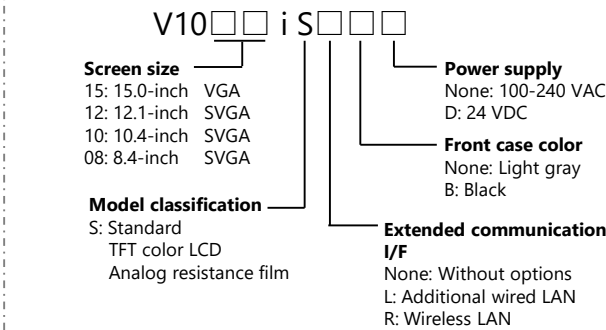 V10□□ i S□□□
Screen size
15: 15.0-inch VGA
12: 12.1-inch SVGA
10: 10.4-inch SVGA
08: 8.4-inch SVGA
Model classification
S: Standard
TFT color LCD
Analog resistance film
Power supply
None: 100-240 VAC
D: 24 VDC
Front case color
None: Light gray
B: Black
Extended communication
I/F
None: Without options
L: Additional wired LAN
R: Wireless LAN